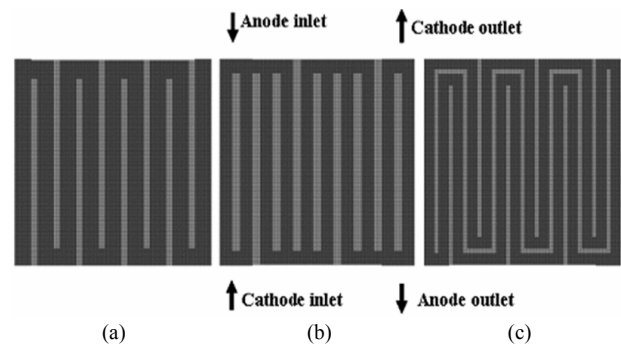 Anode inlet
Cathode outlet
Cathode inlet
Anode outlet
(a)
(b)
(c)